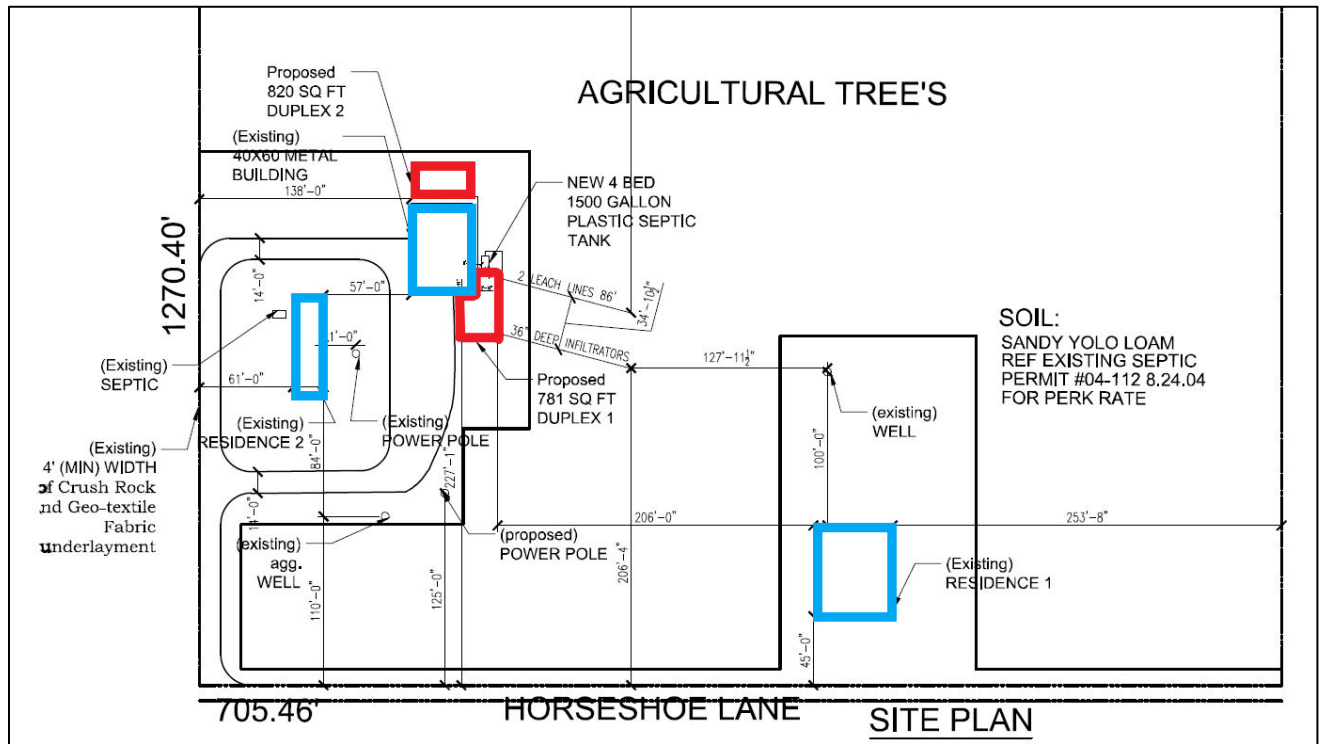 Proposed
820 SQ FT
DUPLEX 2
AGRICULTURAL TREE'S
(Existing)
40X60 METAL
BUILDING
138'-0"
NEW 4 BED
1500 GALLON
PLASTIC SEPTIC
TANK
1270.40'
14'-0"
57'-0"
2 LEACH LINES 86'
34'-10½"
36" DEEP INFILTRATORS
127'-11½"
SOIL:
SANDY YOLO LOAM
REF EXISTING SEPTIC
PERMIT #04-112 8.24.04
FOR PERK RATE
1'-0"
(Existing)
SEPTIC
61'-0"
Proposed
781 SQ FT
DUPLEX 1
(existing)
WELL
(Existing)
RESIDENCE 2
(Existing)
POWER POLE
84'-0"
227'-1"
100'-0"
(Existing)
4' (MIN) WIDTH
of Crush Rock
nd Geo-textile
Fabric
underlayment
14'-0"
(existing)
agg.
WELL
(proposed)
POWER POLE
206'-0"
253'-8"
(Existing)
RESIDENCE 1
110'-0"
125'-0"
206'-4"
45'-0"
705.46'
HORSESHOE LANE
SITE PLAN